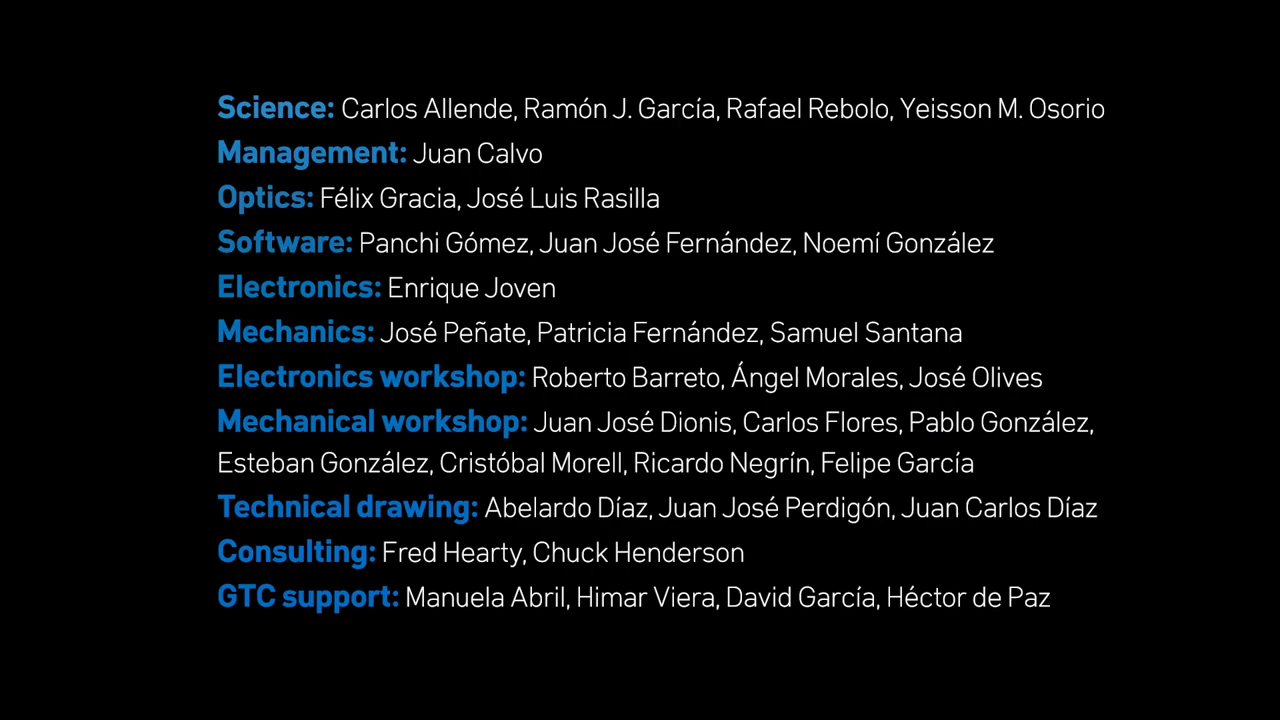 Science: Carlos Allende, Ramón J. García, Rafael Rebolo, Yeisson M. Osorio
Management: Juan Calvo
Optics: Félix Gracia, José Luis Rasilla
Software: Panchi Gómez, Juan José Fernández, Noemí González
Electronics: Enrique Joven
Mechanics: José Peñate, Patricia Fernández, Samuel Santana
Electronics workshop: Roberto Barreto, Ángel Morales, José Olives
Mechanical workshop: Juan José Dionis, Carlos Flores, Pablo González,
Esteban González, Cristóbal Morell, Ricardo Negrín, Felipe García
Technical drawing: Abelardo Díaz, Juan José Perdigón, Juan Carlos Díaz
Consulting: Fred Hearty, Chuck Henderson
GTC support: Manuela Abril, Himar Viera, David García, Héctor de Paz